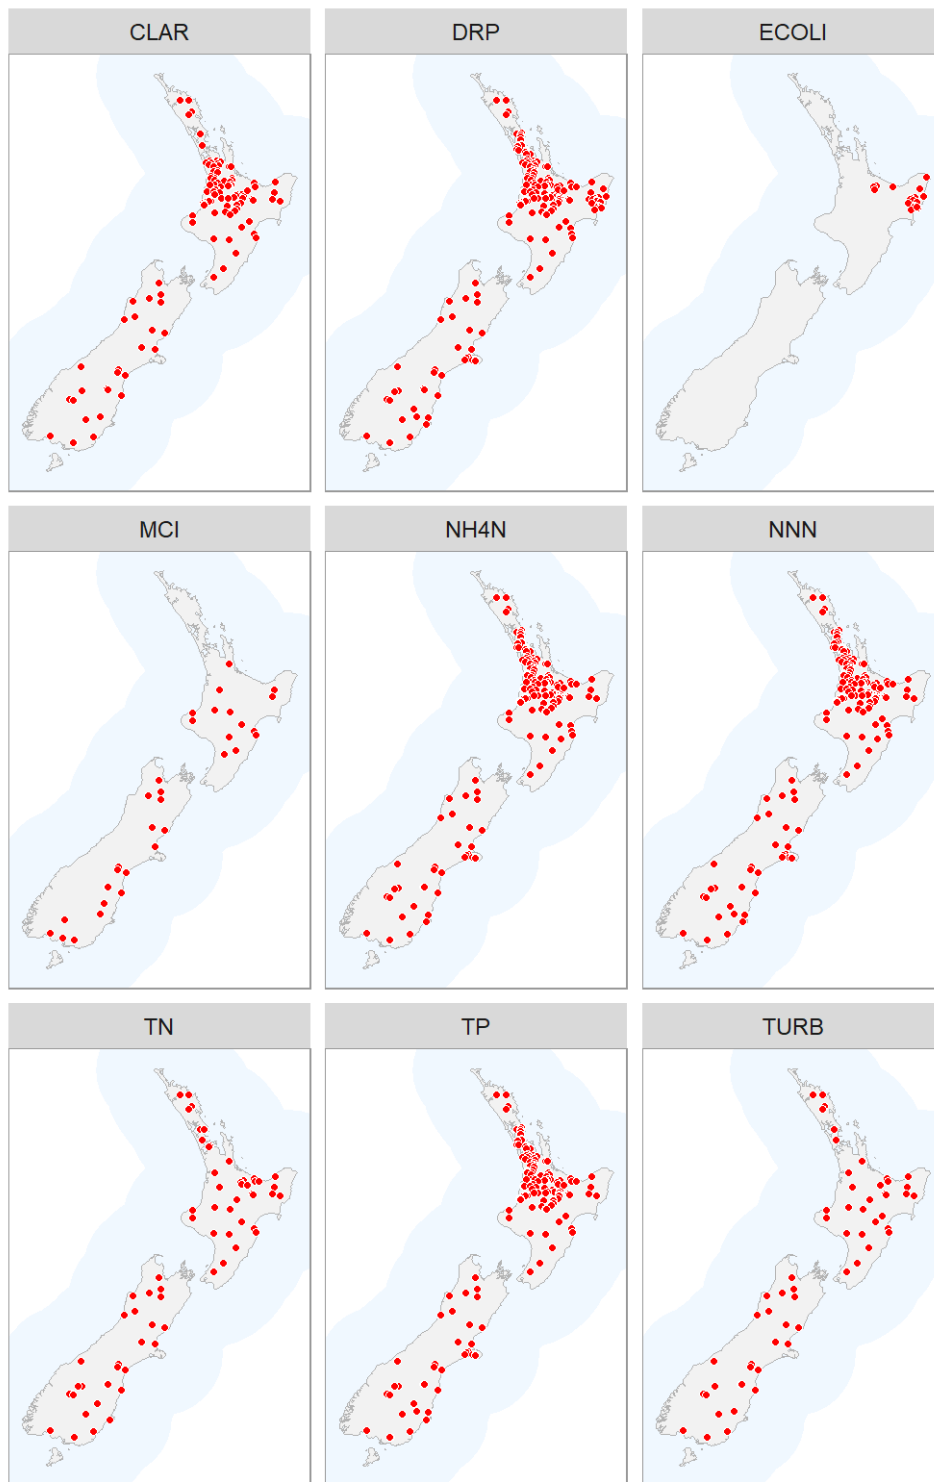 CLAR
DRP
ECOLI
MCI
NH4N
NNN
TN
TP
TURB